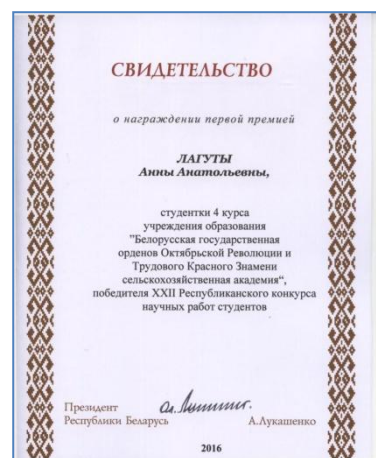 СВИДЕТЕЛЬСТВО
о награждении первой премией
ЛАГУТЫ
Анны Анатольевны,
студентки 4 курса
учреждения образования
"Белорусская государственная
орденов Октябрьской Революции и
Трудового Красного Знамени
сельскохозяйственная академия",
победителя XXII Республиканского конкурса
научных работ студентов
Президент
Республики Беларусь А.Лукашенко
2016